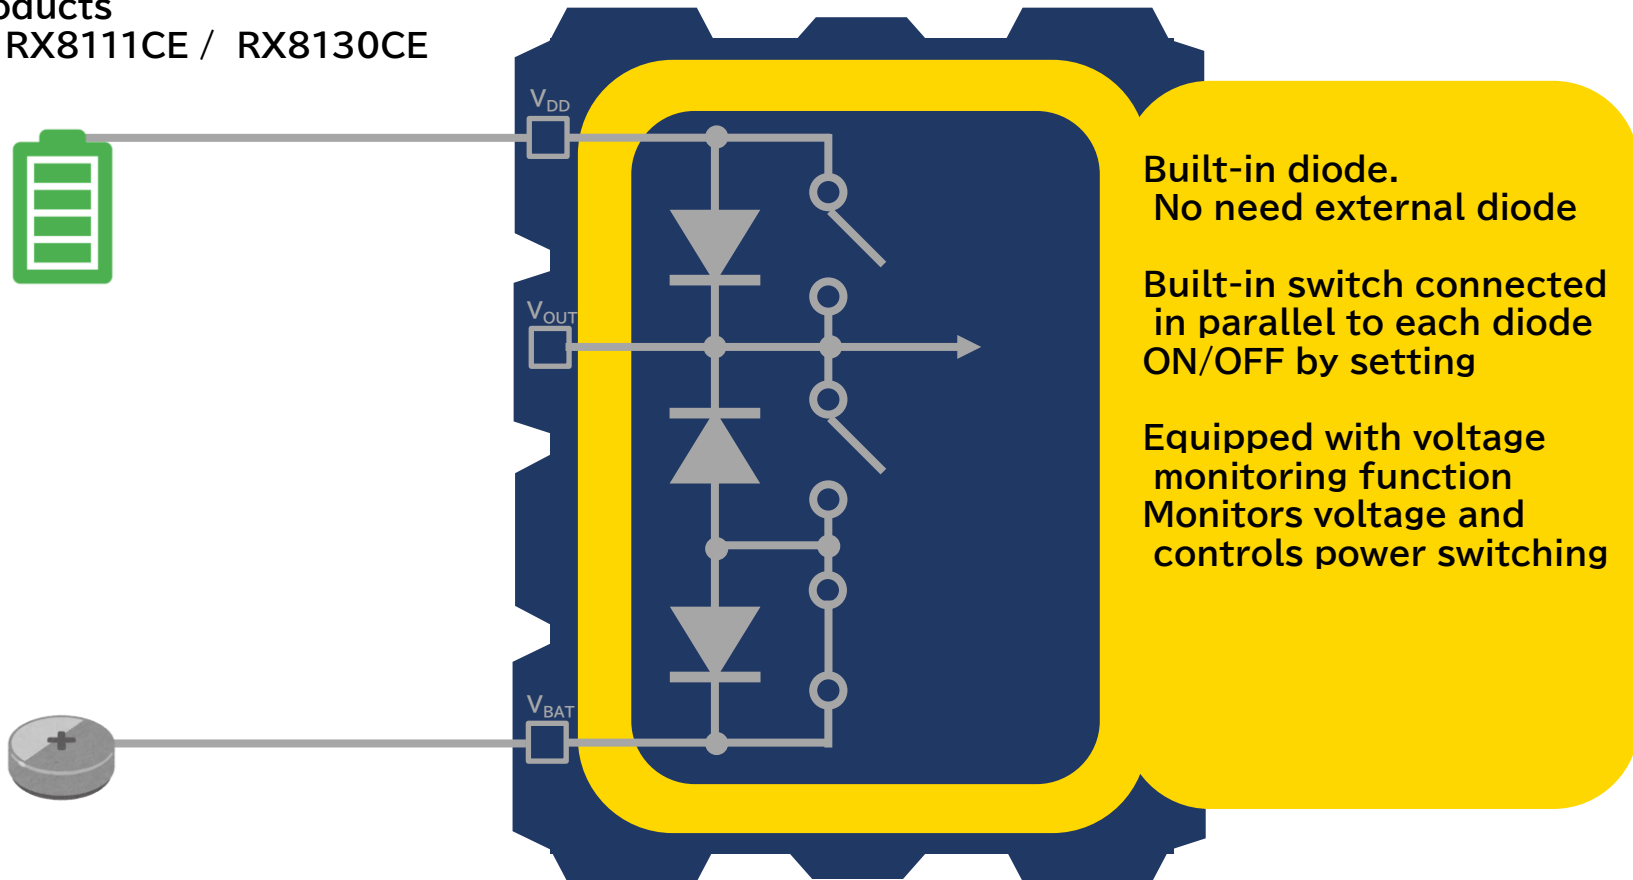 RX8111CE / RX8130CE
VDD
VOUT
VBAT
Built-in diode.
No need external diode
Built-in switch connected
in parallel to each diode
ON/OFF by setting
Equipped with voltage
monitoring function
Monitors voltage and
controls power switching